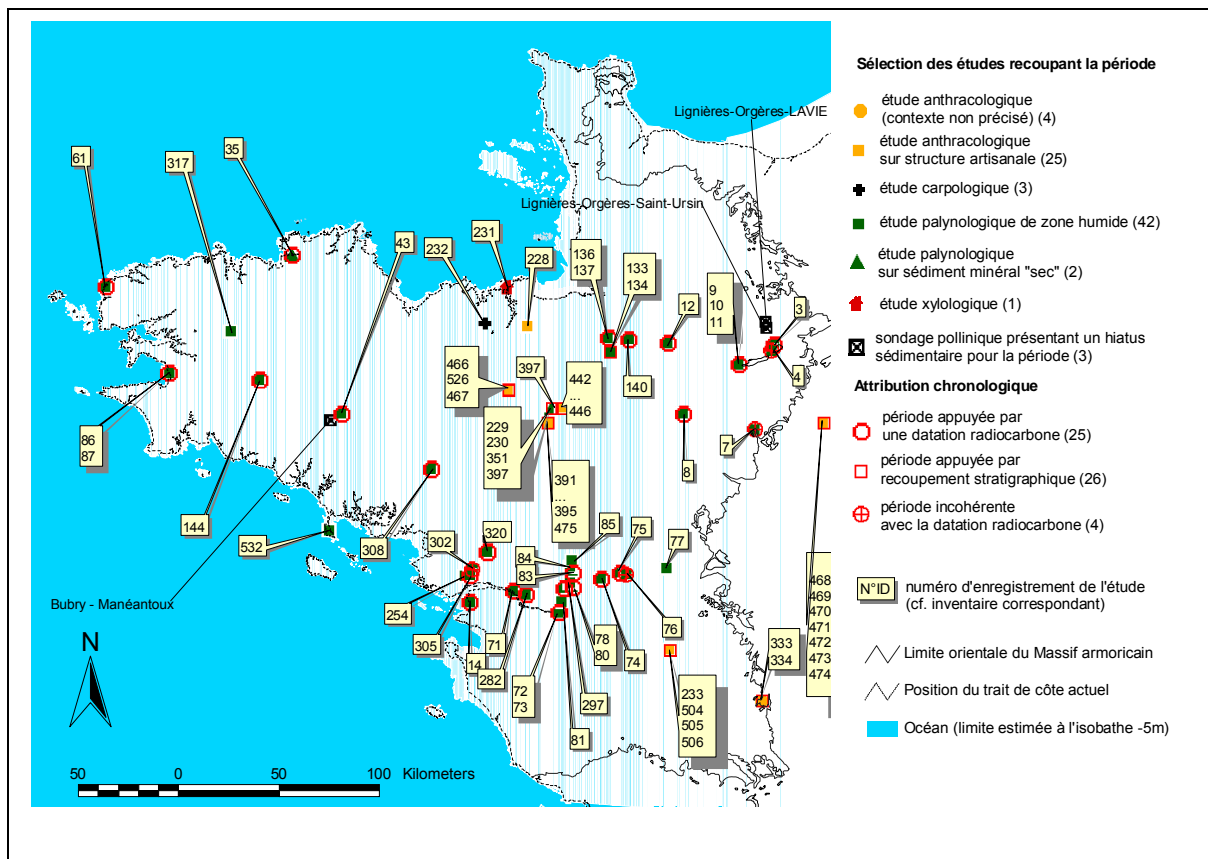 Sélection des études recoupant la période
étude anthracologique
(contexte non précisé) (4)
étude anthracologique
sur structure artisanale (25)
étude carpologique (3)
étude palynologique de zone humide (42)
étude palynologique
sur sédiment minéral "sec" (2)
étude xylologique (1)
sondage pollinique présentant un hiatus
sédimentaire pour la période (3)
Attribution chronologique
période appuyée par
une datation radiocarbone (25)
période appuyée par
recoupement stratigraphique (26)
période incohérente
avec la datation radiocarbone (4)
N°ID
numéro d'enregistrement de l'étude
(cf. inventaire correspondant)
Limite orientale du Massif armoricain
Position du trait de côte actuel
Océan (limite estimée à l'isobathe -5m)
Lignières-Orgères-LAVIE
Lignières-Orgères-Saint-Ursin
61
317
35
43
232
231
228
136
137
133
134
12
9
10
11
3
4
140
466
526
467
397
442
...
446
229
230
351
397
391
...
395
475
8
7
86
87
144
532
308
302
320
84
83
85
75
77
Bubry - Manéantoux
254
305
14
71
282
72
73
81
297
78
80
74
76
233
504
505
506
333
334
468
469
470
471
472
473
474
N
50
0
50
100
Kilometers